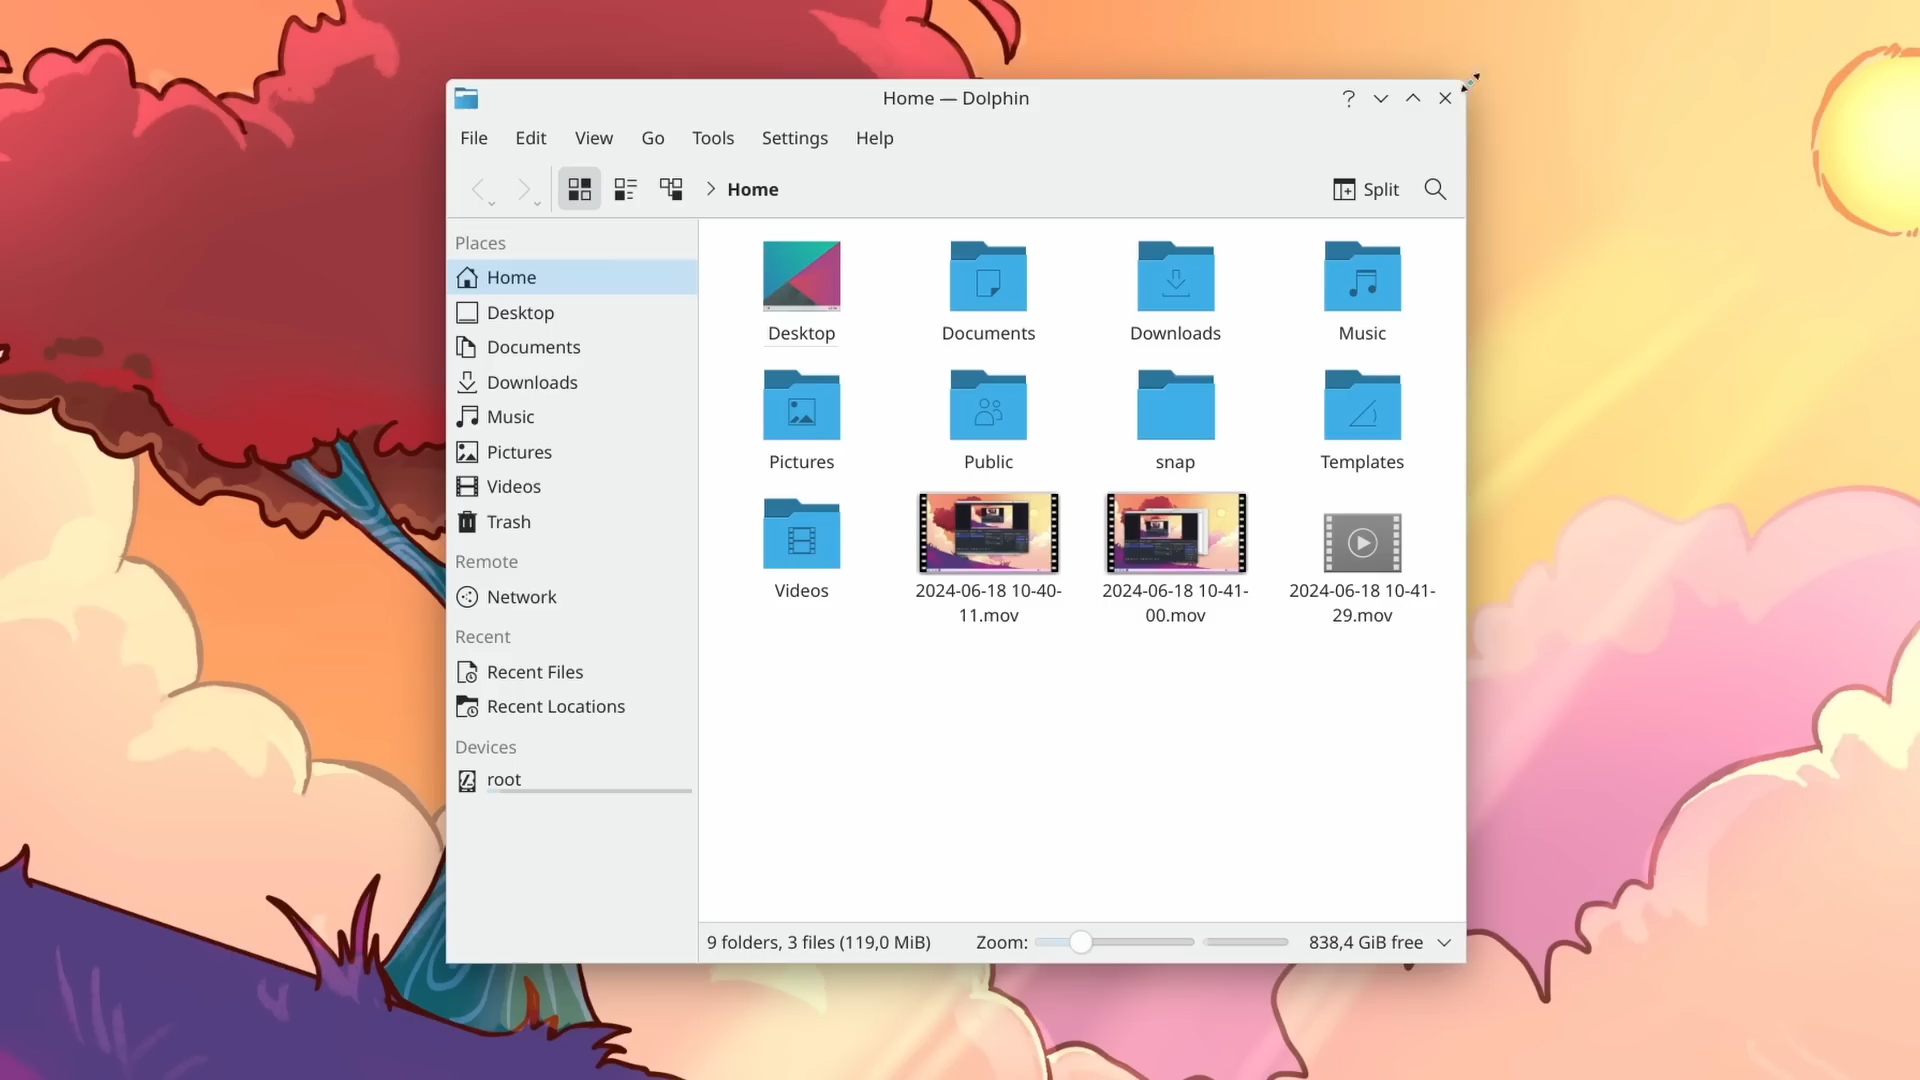 Home — Dolphin
File Edit View Go Tools Settings Help
Home
Split
Places
Home
Desktop
Documents
Downloads
Music
Pictures
Videos
Trash
Remote
Network
Recent
Recent Files
Recent Locations
Devices
root
Desktop
Documents
Downloads
Music
Pictures
Public
snap
Templates
Videos
2024-06-18 10-40-
11.mov
2024-06-18 10-41-
00.mov
2024-06-18 10-41-
29.mov
9 folders, 3 files (119,0 MiB)
Zoom:
838,4 GiB free